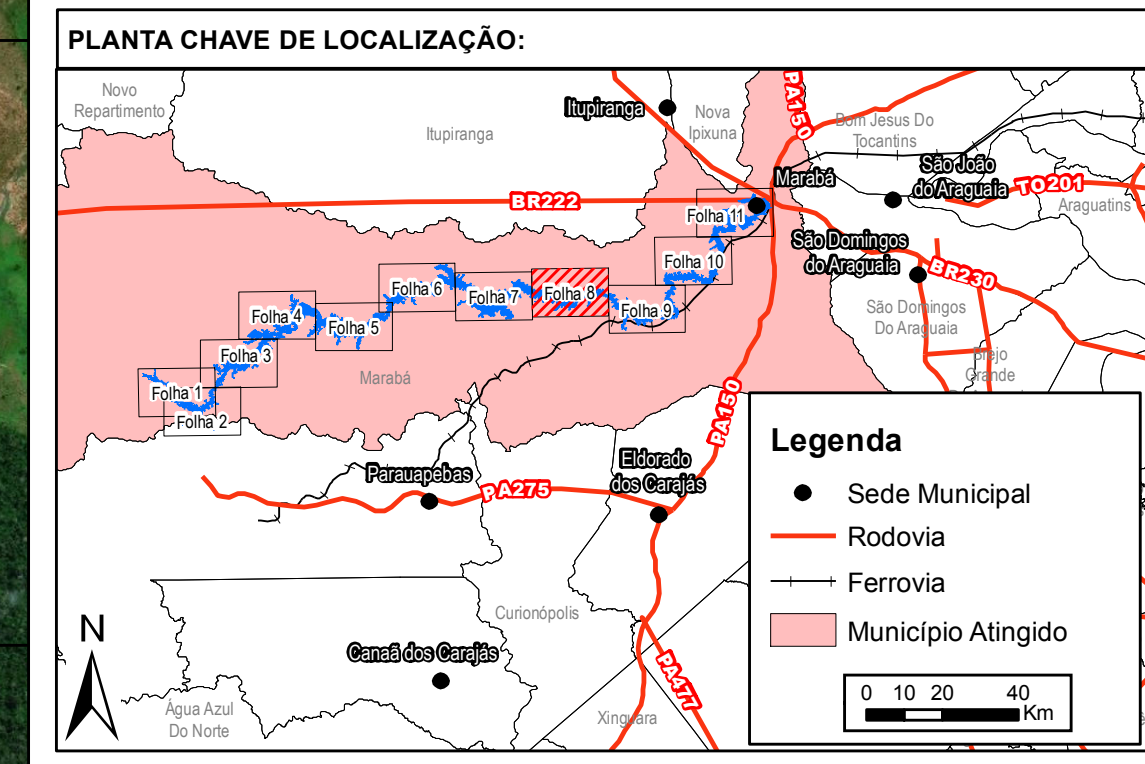 PLANTA CHAVE DE LOCALIZAÇÃO:
Novo
Repartimento
Itupiranga
Itupiranga
Nova
Ipixuna
PA150
Bom Jesus Do
Tocantins
São João
do Araguaia
TO201
Araguatins
Marabá
BR222
Folha 11
São Domingos
do Araguaia
BR230
Folha 10
Folha 6
Folha 7
Folha 8
Folha 9
Folha 4
Folha 5
São Domingos
Do Araguaia
Folha 3
Brejo
Grande
Marabá
Folha 1
Folha 2
PA150
Parauapebas
PA275
Eldorado
dos Carajás
Curionópolis
Canaã dos Carajás
PA477
Água Azul
Do Norte
Xinguara
N
Legenda
Sede Municipal
Rodovia
Ferrovia
Município Atingido
0 10 20 40
Km